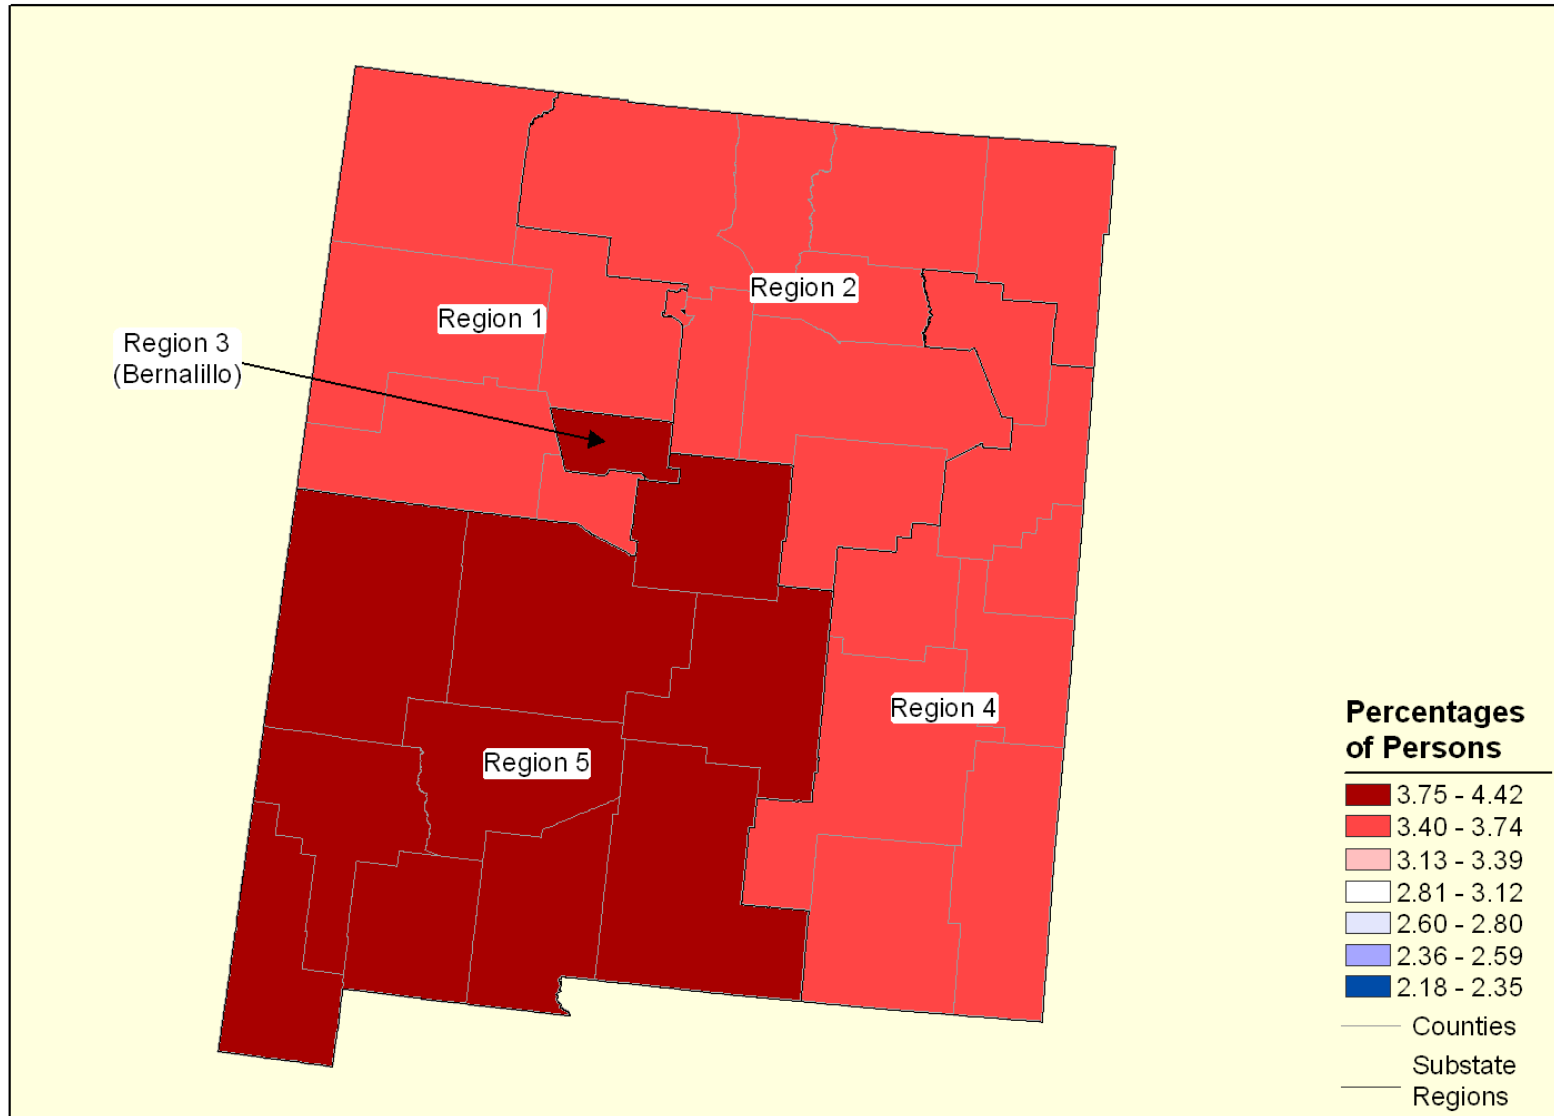 Region 2
Region 1
Region 3
(Bernalillo)
Region 4
Region 5
Percentages
of Persons
3.75 - 4.42
3.40 - 3.74
3.13 - 3.39
2.81 - 3.12
2.60 - 2.80
2.36 - 2.59
2.18 - 2.35
Counties
Substate
Regions